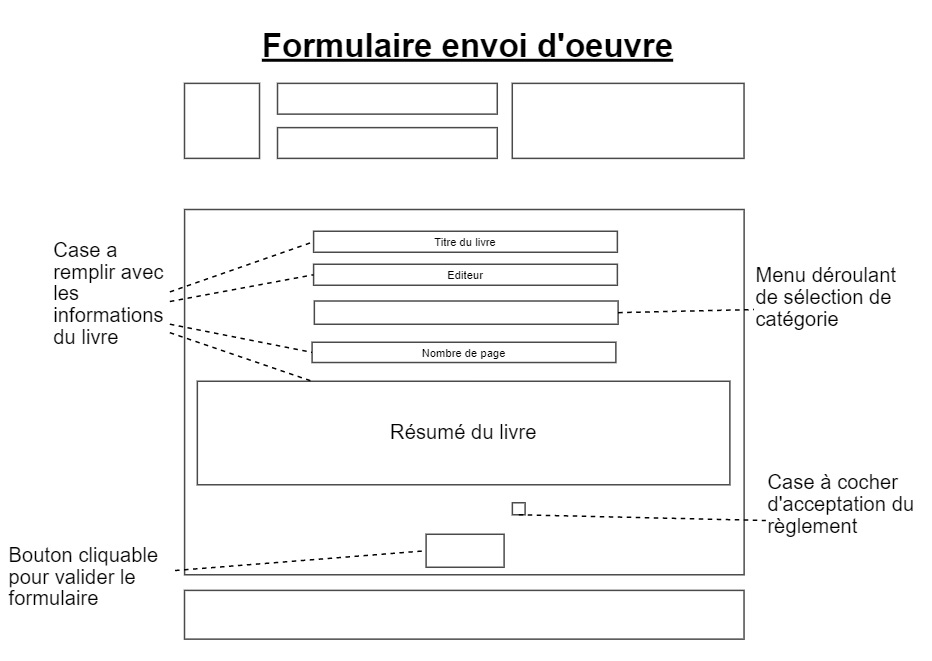 Formulaire envoi d'oeuvre
Titre du livre
Editeur
Nombre de page
Résumé du livre
Case a
remplir avec
les
informations
du livre
Menu déroulant
de sélection de
catégorie
Case à cocher
d'acceptation du
règlement
Bouton cliquable
pour valider le
formulaire